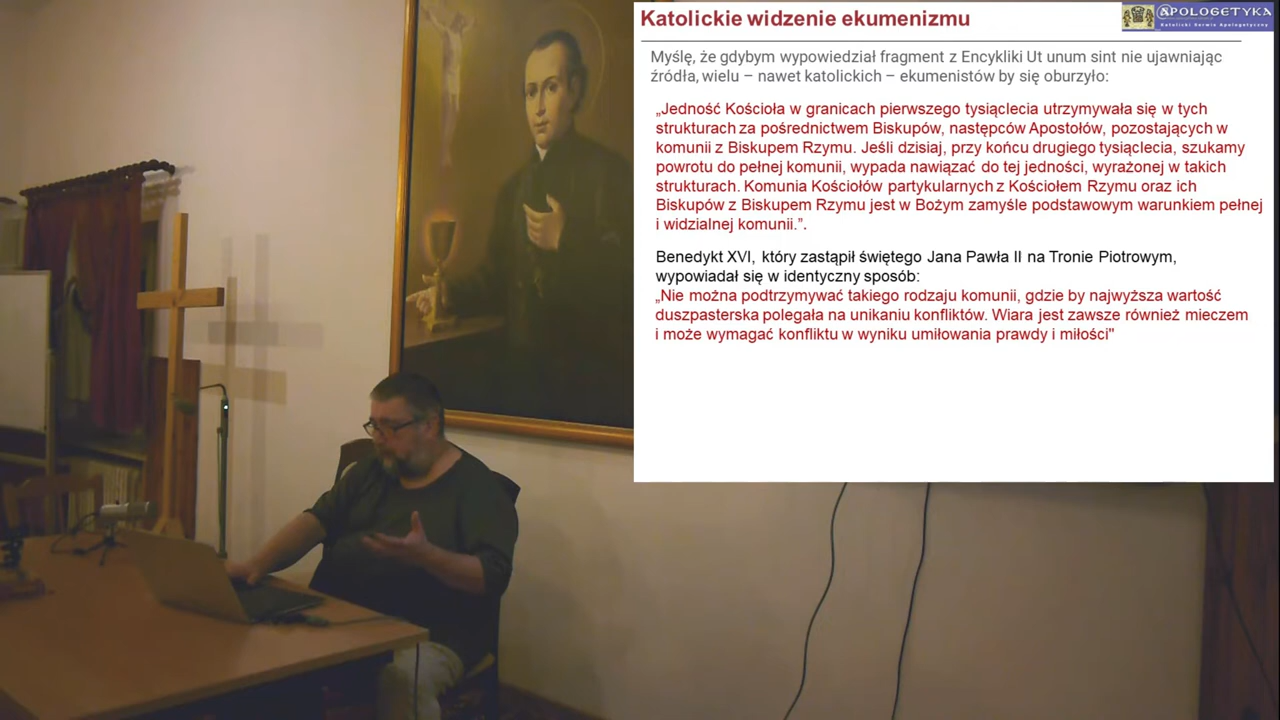 Katolickie widzenie ekumenizmu
@APOLOGETYKA
Katolicki Serwis Apologetyczny
Myślę, że gdybym wypowiedział fragment z Encykliki Ut unum sint nie ujawniając
źródła, wielu – nawet katolickich – ekumenistów by się oburzyło:
„Jedność Kościoła w granicach pierwszego tysiąclecia utrzymywała się w tych
strukturach za pośrednictwem Biskupów, następców Apostołów, pozostających w
komunii z Biskupem Rzymu. Jeśli dzisiaj, przy końcu drugiego tysiąclecia, szukamy
powrotu do pełnej komunii, wypada nawiązać do tej jedności, wyrażonej w takich
strukturach. Komunia Kościołów partykularnych z Kościołem Rzymu oraz ich
Biskupów z Biskupem Rzymu jest w Bożym zamyśle podstawowym warunkiem pełnej
i widzialnej komunii.”.
Benedykt XVI, który zastąpił świętego Jana Pawła II na Tronie Piotrowym,
wypowiadał się w identyczny sposób:
„Nie można podtrzymywać takiego rodzaju komunii, gdzie by najwyższa wartość
duszpasterska polegała na unikaniu konfliktów. Wiara jest zawsze również mieczem
i może wymagać konfliktu w wyniku umiłowania prawdy i miłości"